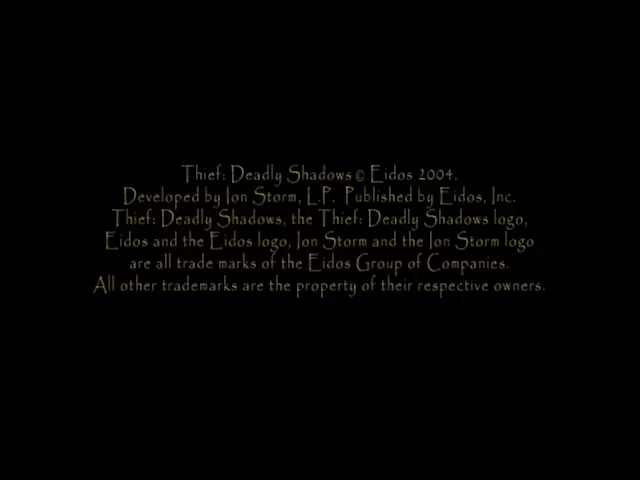 Thief: Deadly Shadows © Eidos 2004.
Developed by Ion Storm, L.P. Published by Eidos, Inc.
Thief: Deadly Shadows, the Thief: Deadly Shadows logo,
Eidos and the Eidos logo, Ion Storm and the Ion Storm logo
are all trade marks of the Eidos Group of Companies.
All other trademarks are the property of their respective owners.